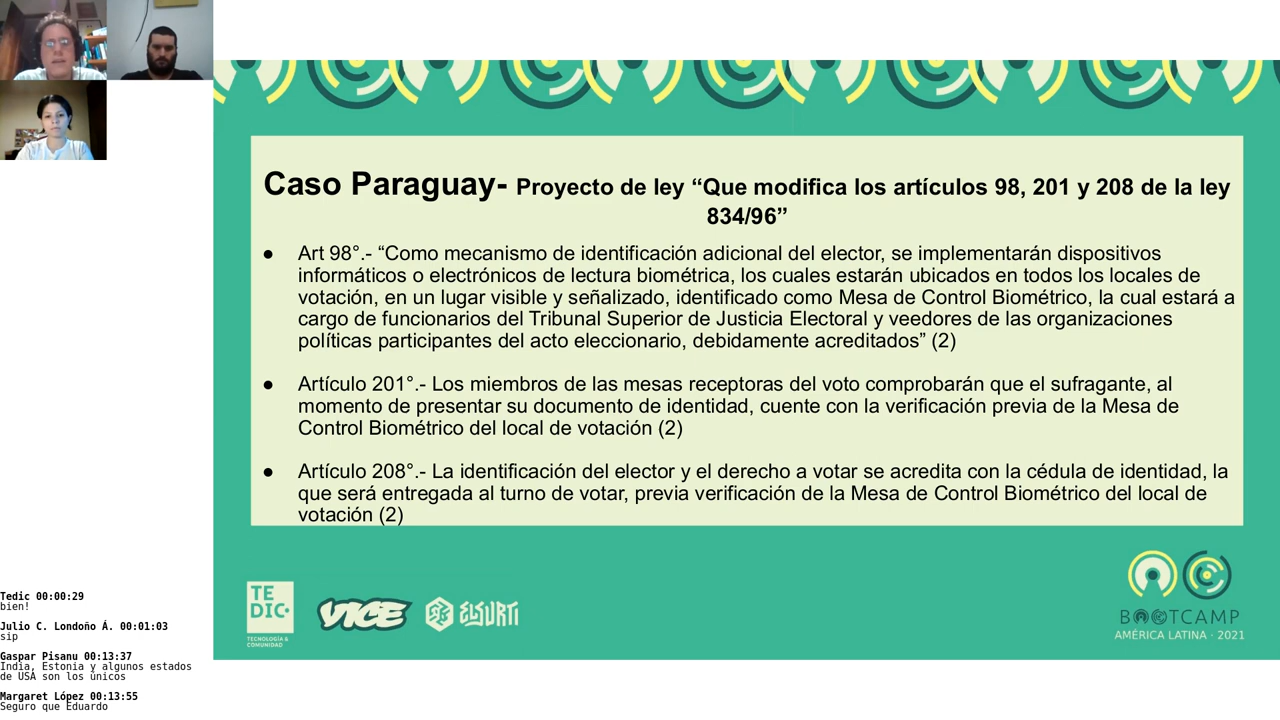 Caso Paraguay- Proyecto de ley “Que modifica los artículos 98, 201 y 208 de la ley
834/96”
● Art 98°.- “Como mecanismo de identificación adicional del elector, se implementarán dispositivos
informáticos o electrónicos de lectura biométrica, los cuales estarán ubicados en todos los locales de
votación, en un lugar visible y señalizado, identificado como Mesa de Control Biométrico, la cual estará a
cargo de funcionarios del Tribunal Superior de Justicia Electoral y veedores de las organizaciones
políticas participantes del acto eleccionario, debidamente acreditados” (2)
● Artículo 201°.- Los miembros de las mesas receptoras del voto comprobarán que el sufragante, al
momento de presentar su documento de identidad, cuente con la verificación previa de la Mesa de
Control Biométrico del local de votación (2)
● Artículo 208°.- La identificación del elector y el derecho a votar se acredita con la cédula de identidad, la
que será entregada al turno de votar, previa verificación de la Mesa de Control Biométrico del local de
votación (2)
TE
DIC
TECNOLOGÍA &
COMUNIDAD
VICE
ELSURTI
BOOTCAMP
AMÉRICA LATINA · 2021
Tedic 00:00:29
bien!
Julio C. Londoño Á. 00:01:03
sip
Gaspar Pisanu 00:13:37
India, Estonia y algunos estados
de USA son los únicos
Margaret López 00:13:55
Seguro que Eduardo